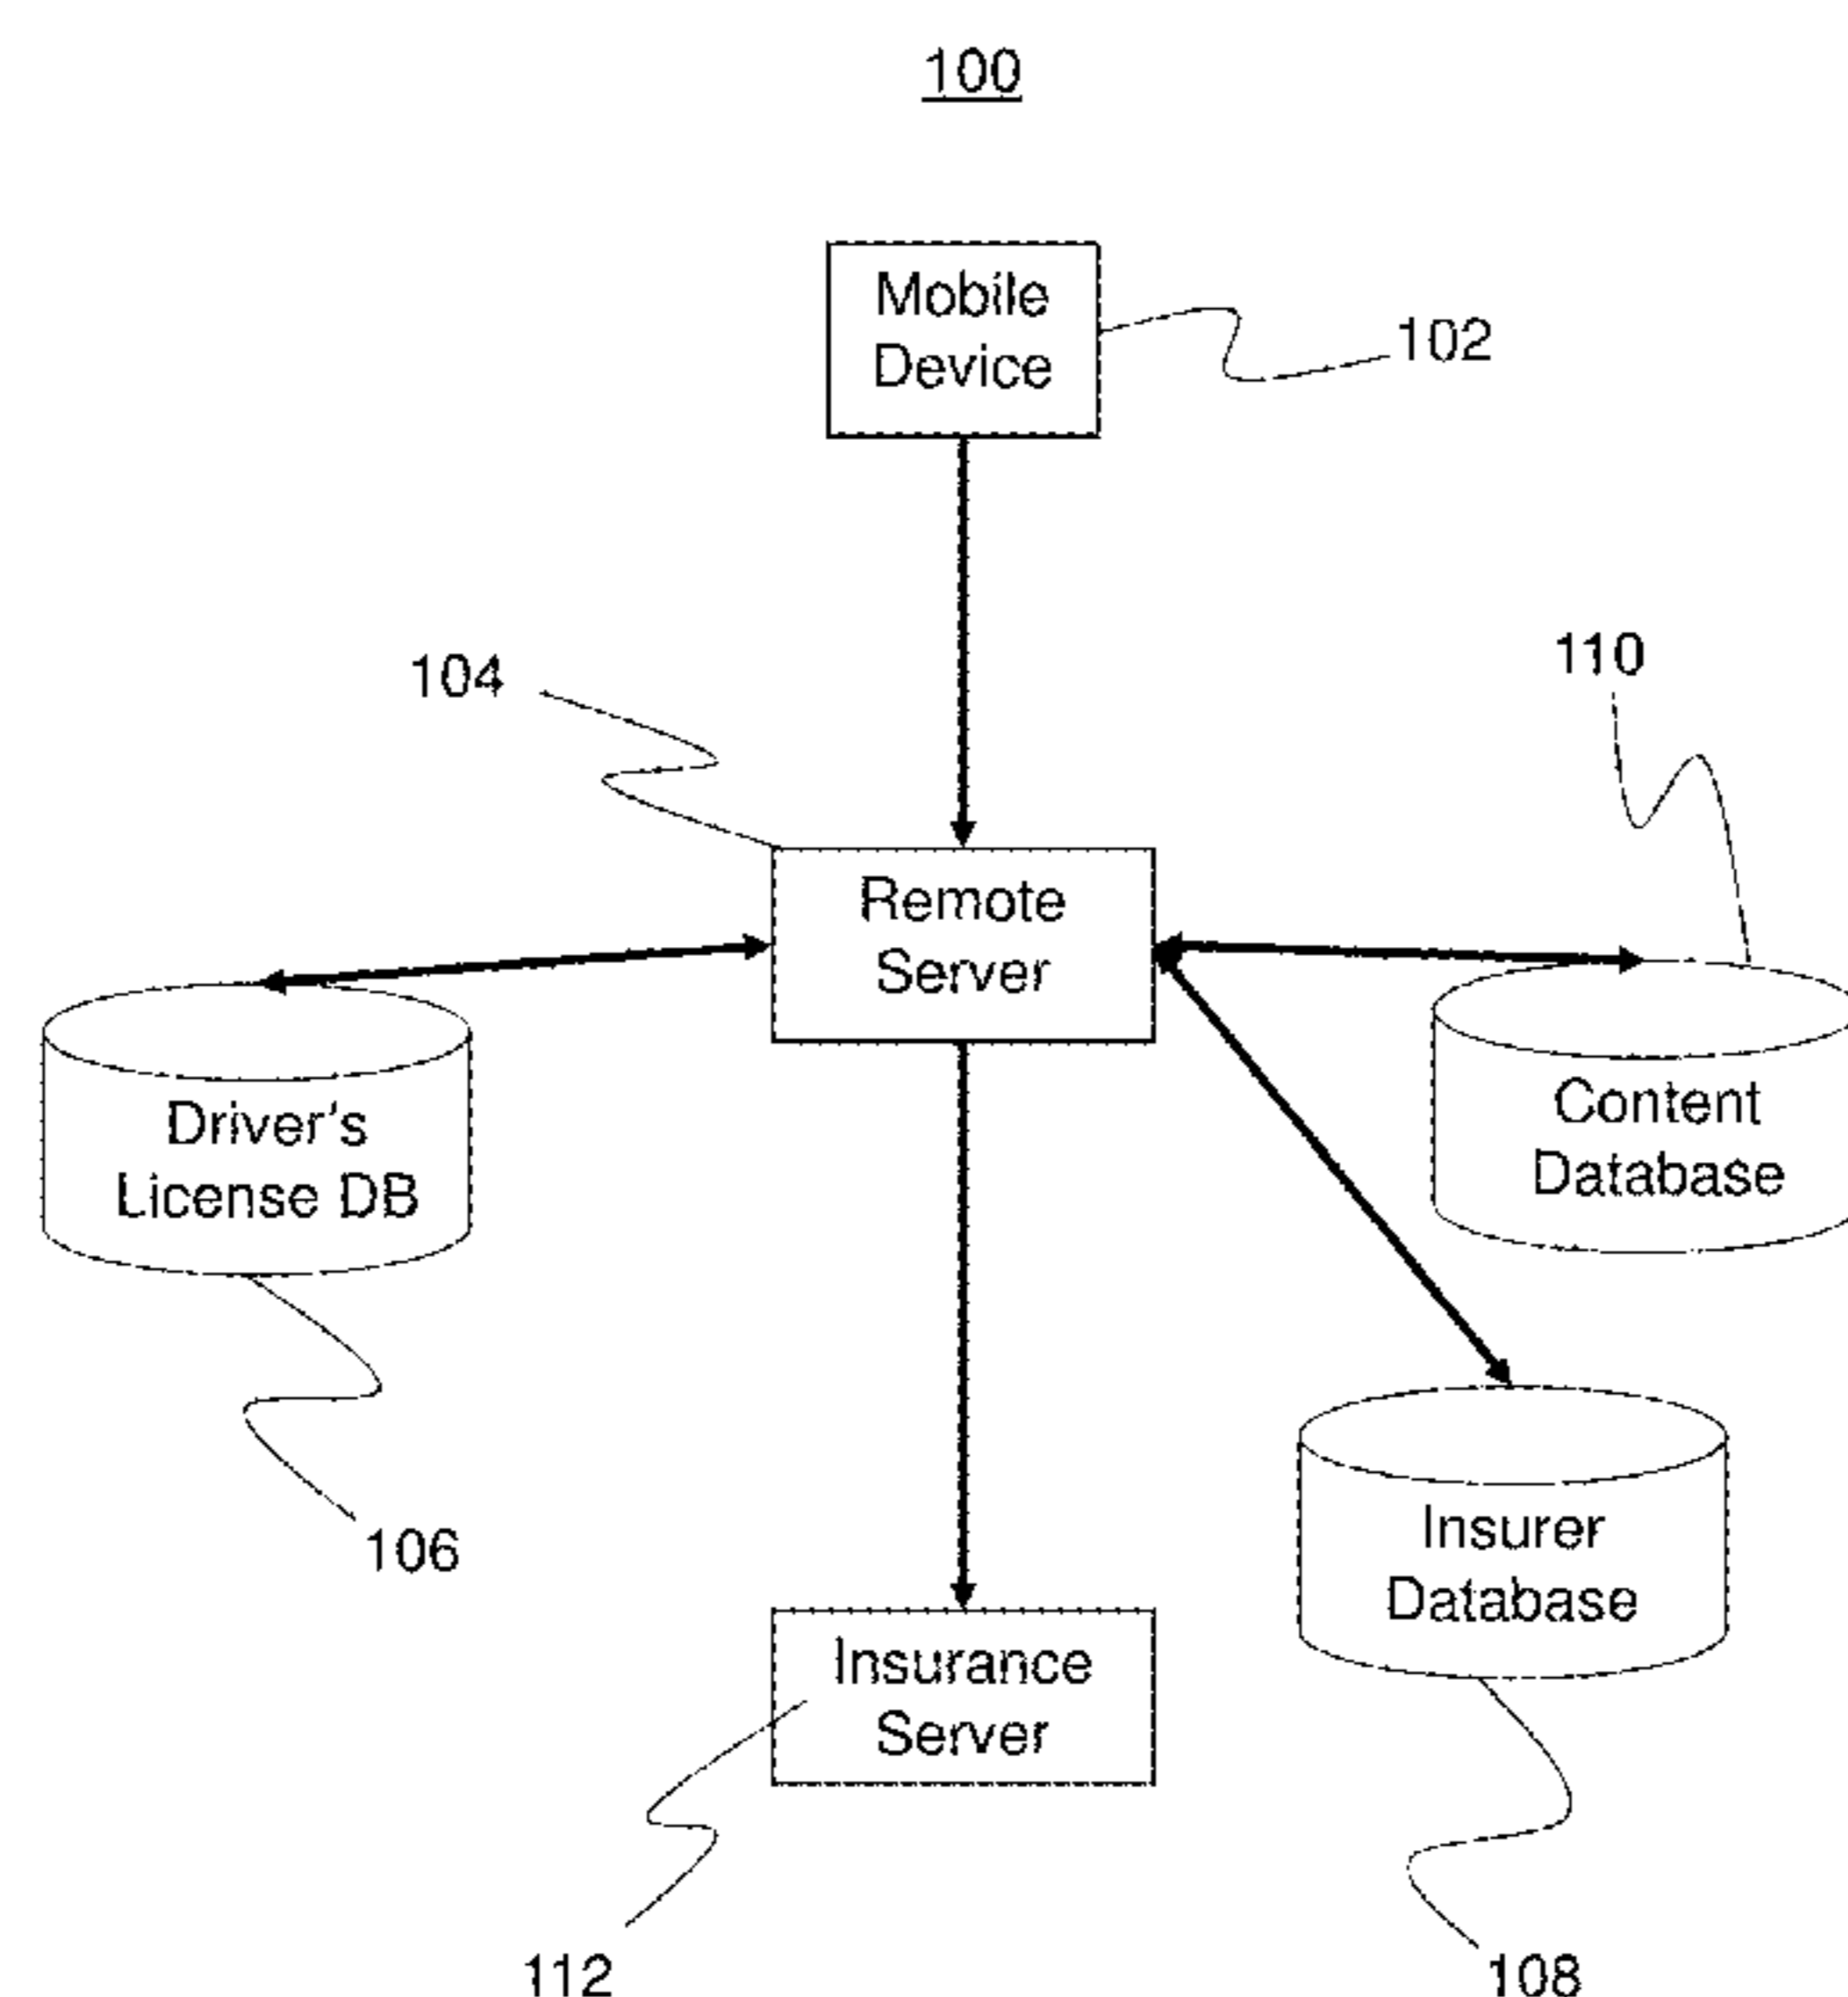 100
Mobile
Device
102
104
110
Remote
Server
Driver's
License DB
Content
Database
106
Insurer
Database
Insurance
Server
112
108